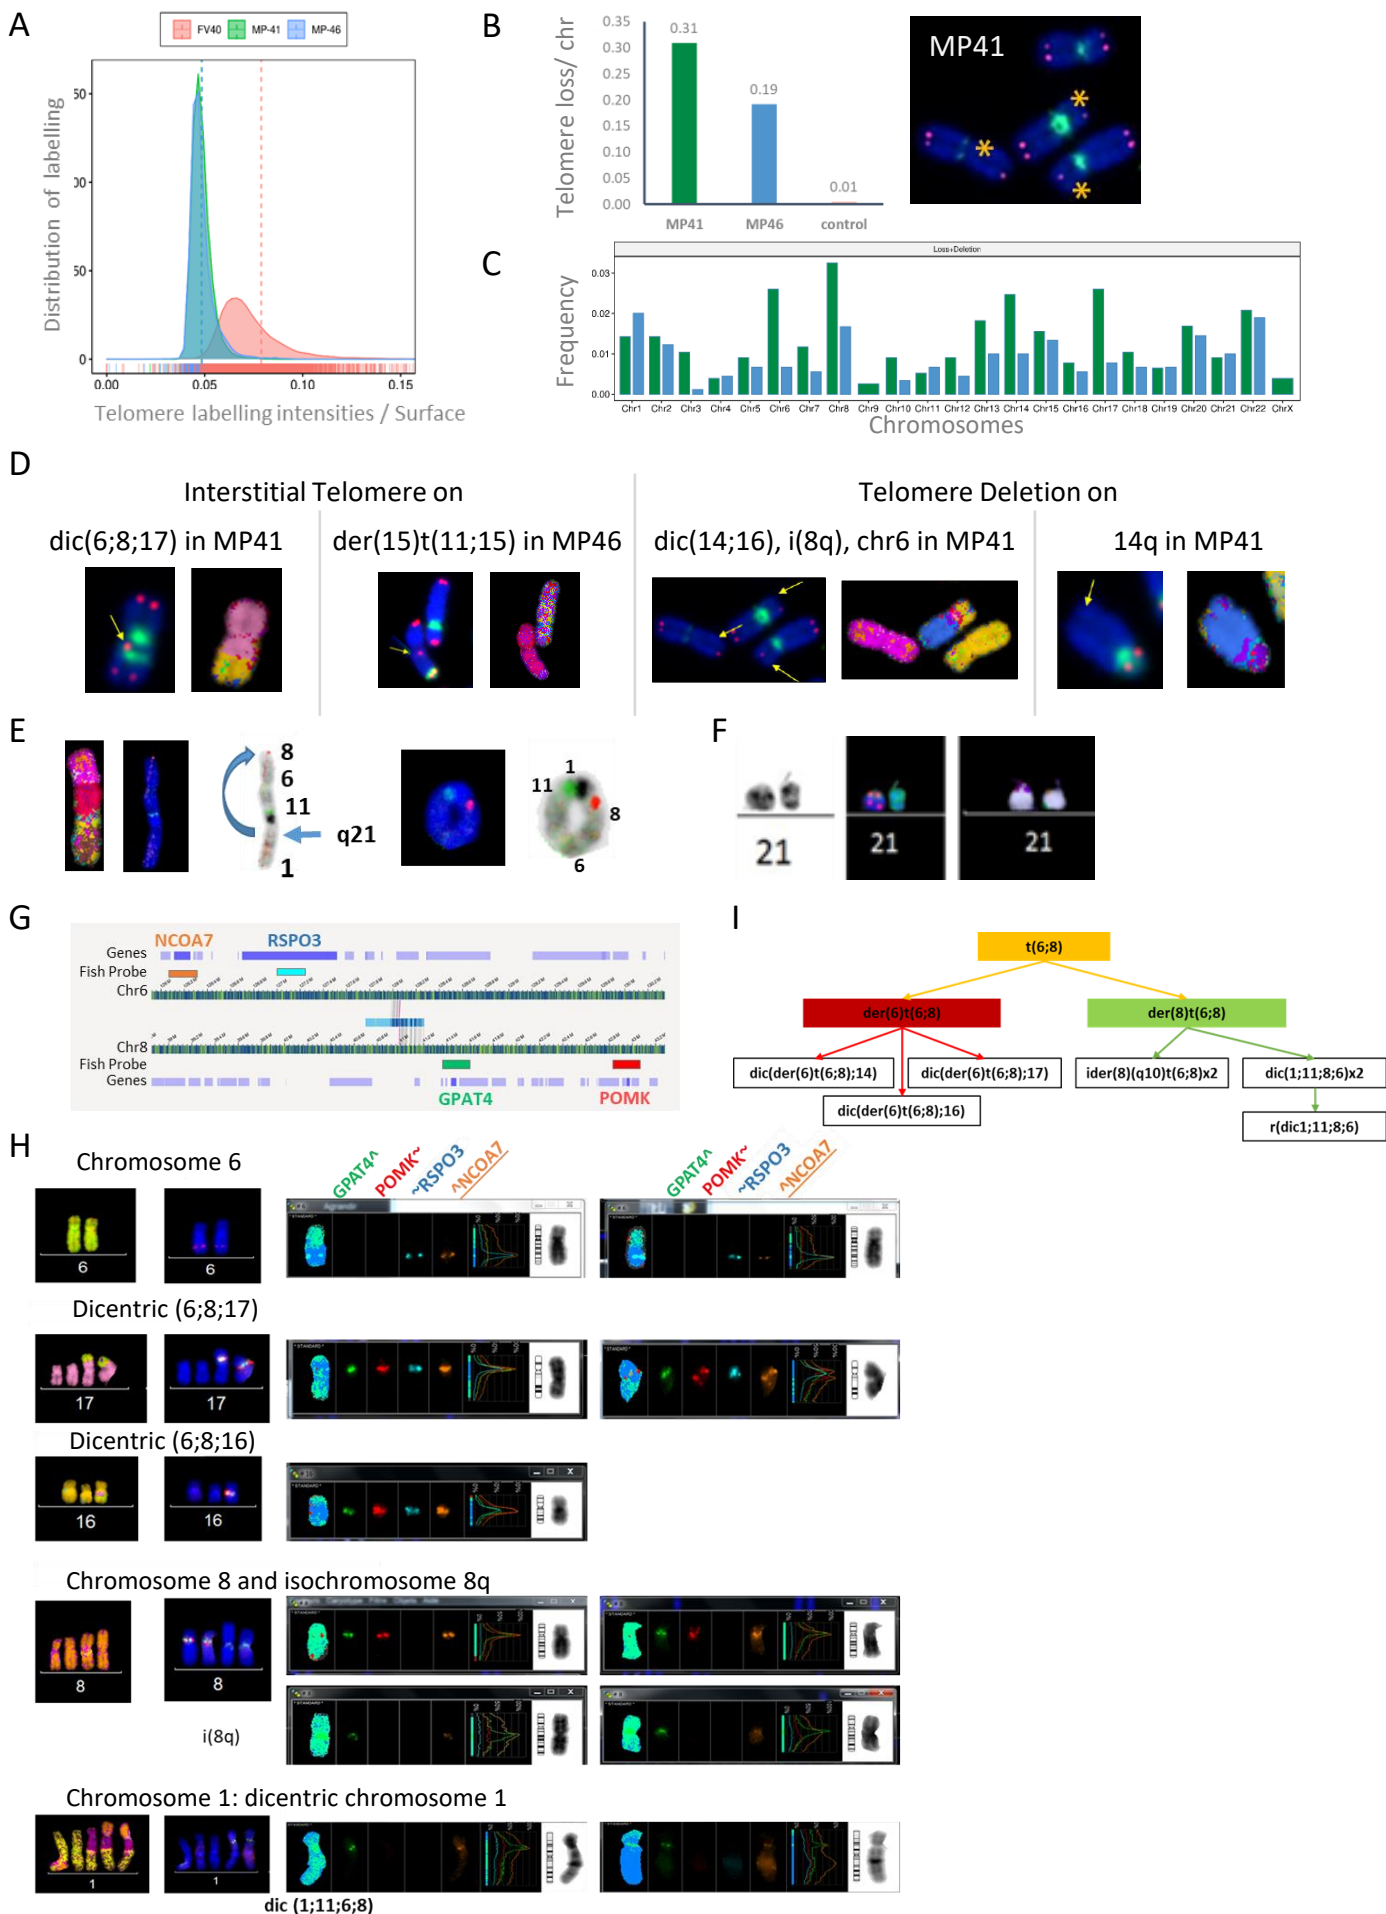 A
FV40 MP-41 MP-46
Distribution of labelling
50
00
50
0
0.00 0.05 0.10 0.15
Telomere labelling intensities / Surface
B
Telomere loss/ chr
0.35
0.30
0.25
0.20
0.15
0.10
0.05
0.00
0.31
0.19
0.01
MP41 MP46 control
MP41
* * *
C
Loss+Deletion
Frequency
0.03
0.02
0.01
0.00
Chr1 Chr2 Chr3 Chr4 Chr5 Chr6 Chr7 Chr8 Chr9 Chr10 Chr11 Chr12 Chr13 Chr14 Chr15 Chr16 Chr17 Chr18 Chr19 Chr20 Chr21 Chr22 ChrX
Chromosomes
D
Interstitial Telomere on
Telomere Deletion on
dic(6;8;17) in MP41
der(15)t(11;15) in MP46
dic(14;16), i(8q), chr6 in MP41
14q in MP41
E
8
6
11
q21
1
1
11
8
6
F
21
21
21
G
NCOA7 RSPO3
Genes
Fish Probe
Chr6
Chr8
Fish Probe
Genes
GPAT4 POMK
I
t(6;8)
der(6)t(6;8)
der(8)t(6;8)
dic(der(6)t(6;8);14)
dic(der(6)t(6;8);17)
ider(8)(q10)t(6;8)x2
dic(1;11;8;6)x2
dic(der(6)t(6;8);16)
r(dic1;11;8;6)
H
Chromosome 6
GPAT4^ POMK~ ~RSPO3 ^NCOA7
GPAT4^ POMK~ ~RSPO3 ^NCOA7
6
6
Dicentric (6;8;17)
17
17
Dicentric (6;8;16)
16
16
Chromosome 8 and isochromosome 8q
8
8
i(8q)
Chromosome 1: dicentric chromosome 1
1
1
dic (1;11;6;8)